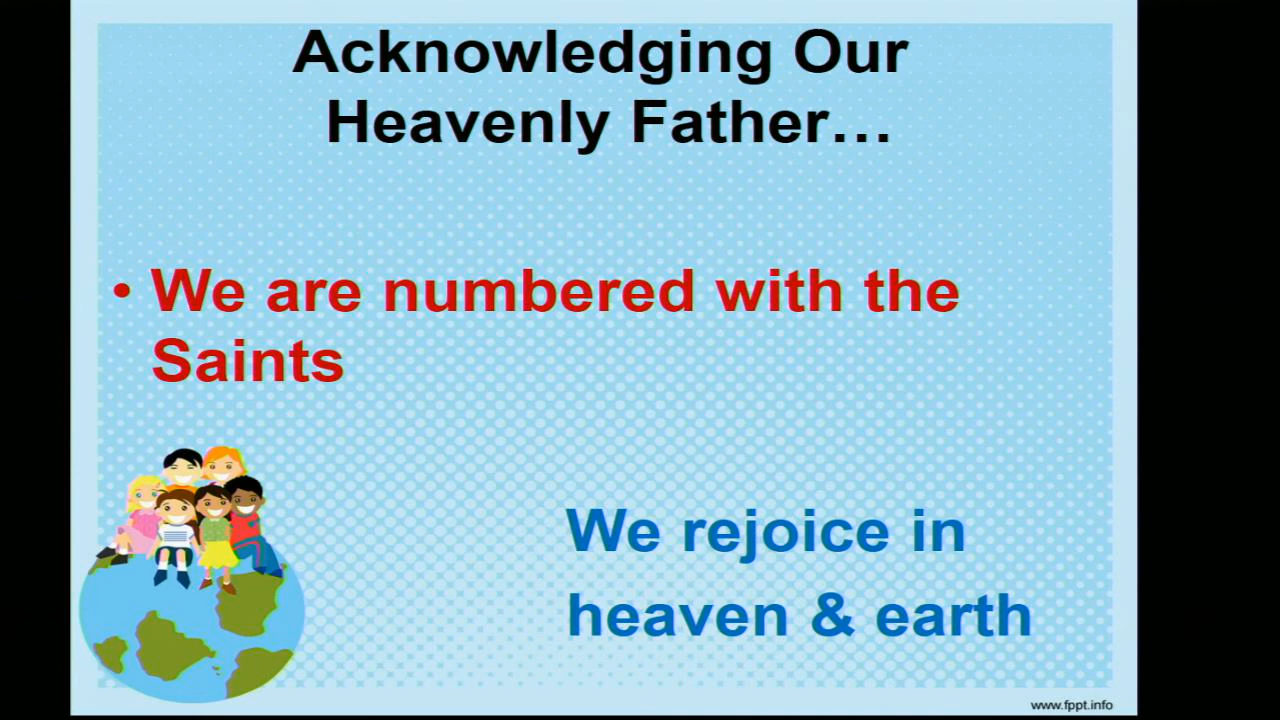 Acknowledging Our
Heavenly Father…
• We are numbered with the
Saints
We rejoice in
heaven & earth
www.fppt.info